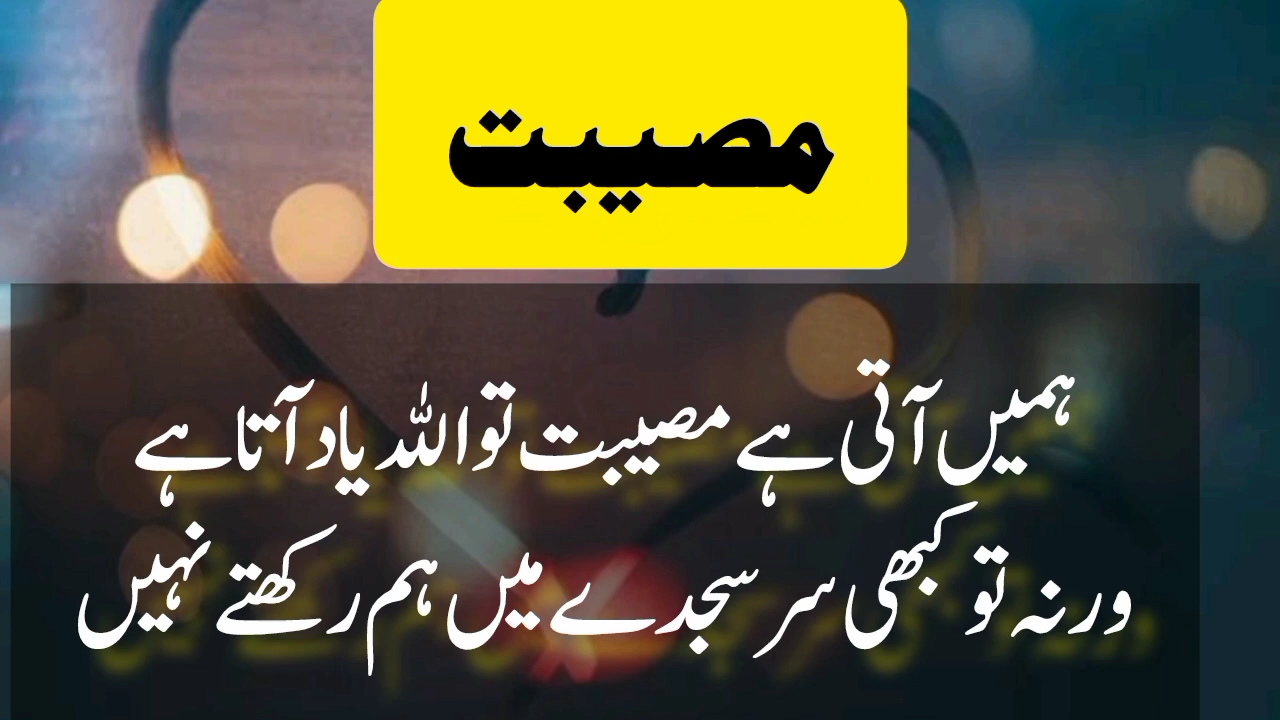 مصیبت
ہمیں آتی ہے مصیبت تو اللہ یاد آتا ہے
ورنہ تو کبھی سر سجدے میں ہم رکھتے نہیں